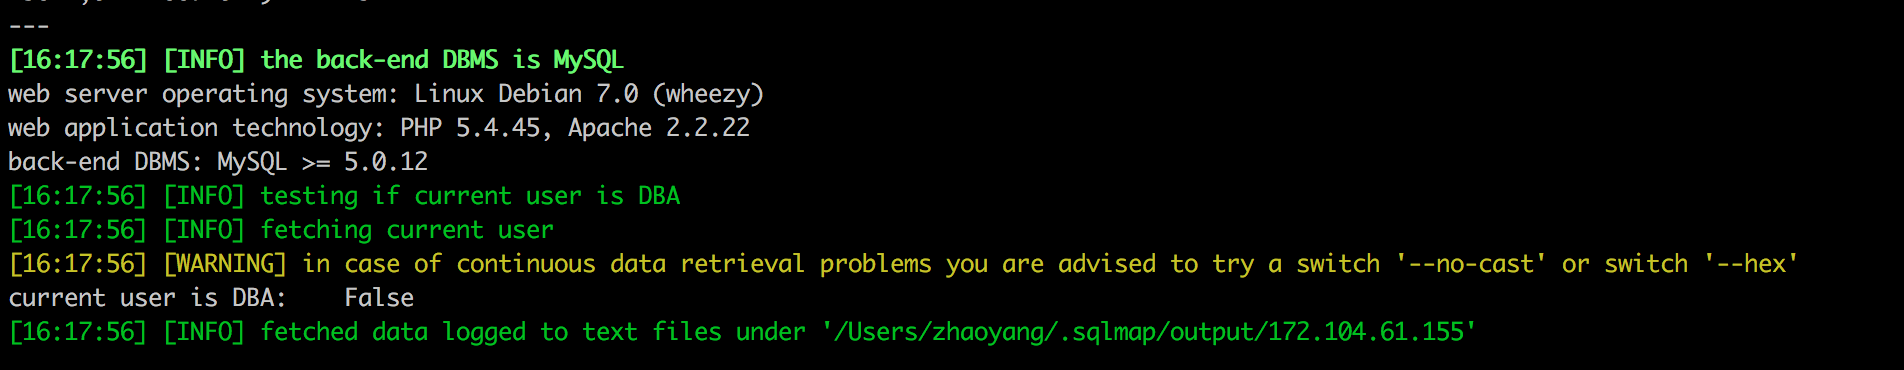 ---
[16:17:56] [INFO] the back-end DBMS is MySQL
web server operating system: Linux Debian 7.0 (wheezy)
web application technology: PHP 5.4.45, Apache 2.2.22
back-end DBMS: MySQL >= 5.0.12
[16:17:56] [INFO] testing if current user is DBA
[16:17:56] [INFO] fetching current user
[16:17:56] [WARNING] in case of continuous data retrieval problems you are advised to try a switch '--no-cast' or switch '--hex'
current user is DBA:    False
[16:17:56] [INFO] fetched data logged to text files under '/Users/zhaoyang/.sqlmap/output/172.104.61.155'